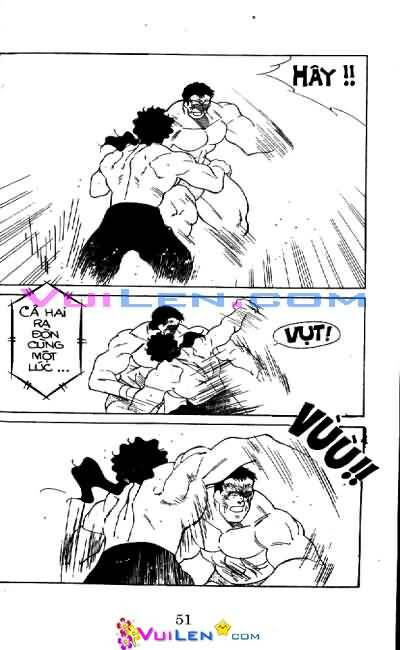 HÂY !!
VUILEN.COM
CẢ HAI
RA
ĐÒN
CÙNG
MỘT
LÚC ...
VỤT!
VÙÙ!!
51
VUILEN
COM